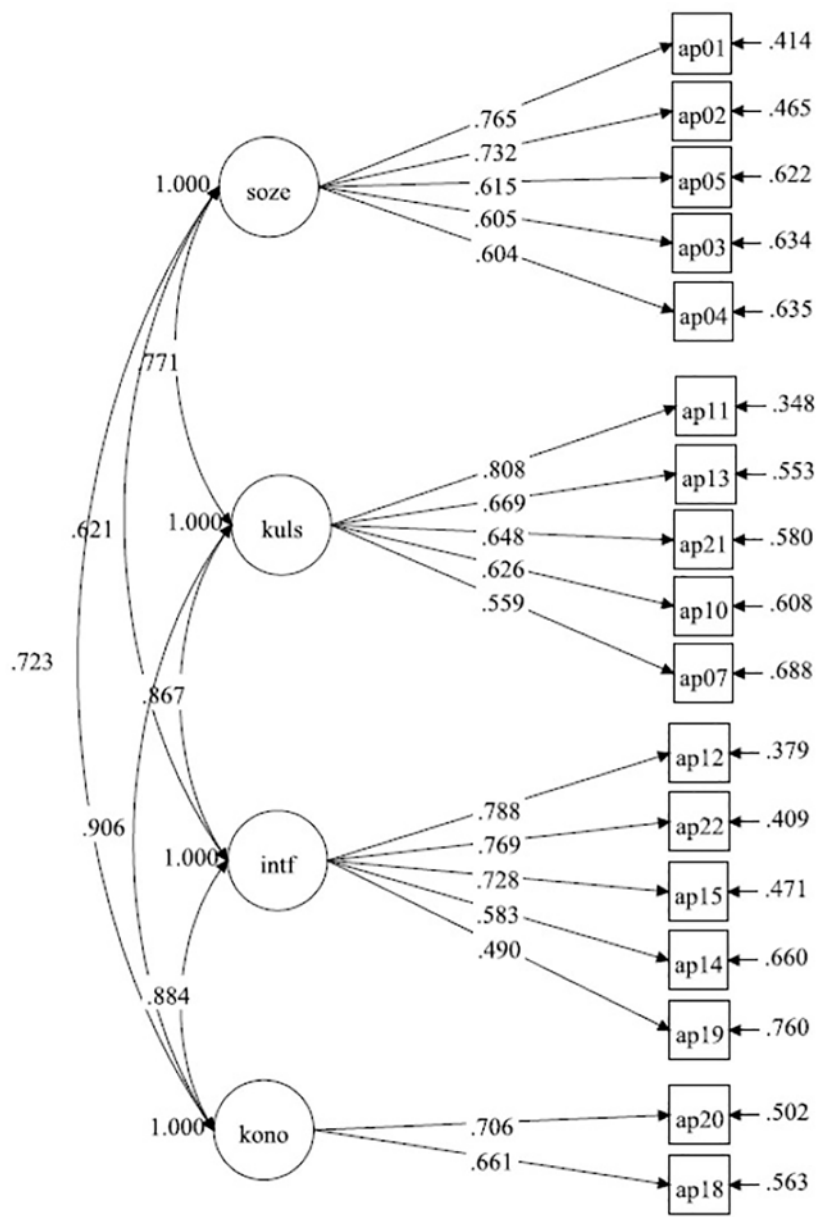 ap01 .414
.765
ap02 .465
.732
1.000 soze .615 ap05 .622
.605
ap03 .634
.604
ap04 .635
.771
ap11 .348
.808
ap13 .553
.669
1.000 kuls .648 ap21 .580
.621
.626
ap10 .608
.559
.723
ap07 .688
.867
ap12 .379
.788
ap22 .409
.906
.769
1.000 intf .728 ap15 .471
.583
ap14 .660
.490
.884
ap19 .760
1.000 kono .706 ap20 .502
.661
ap18 .563